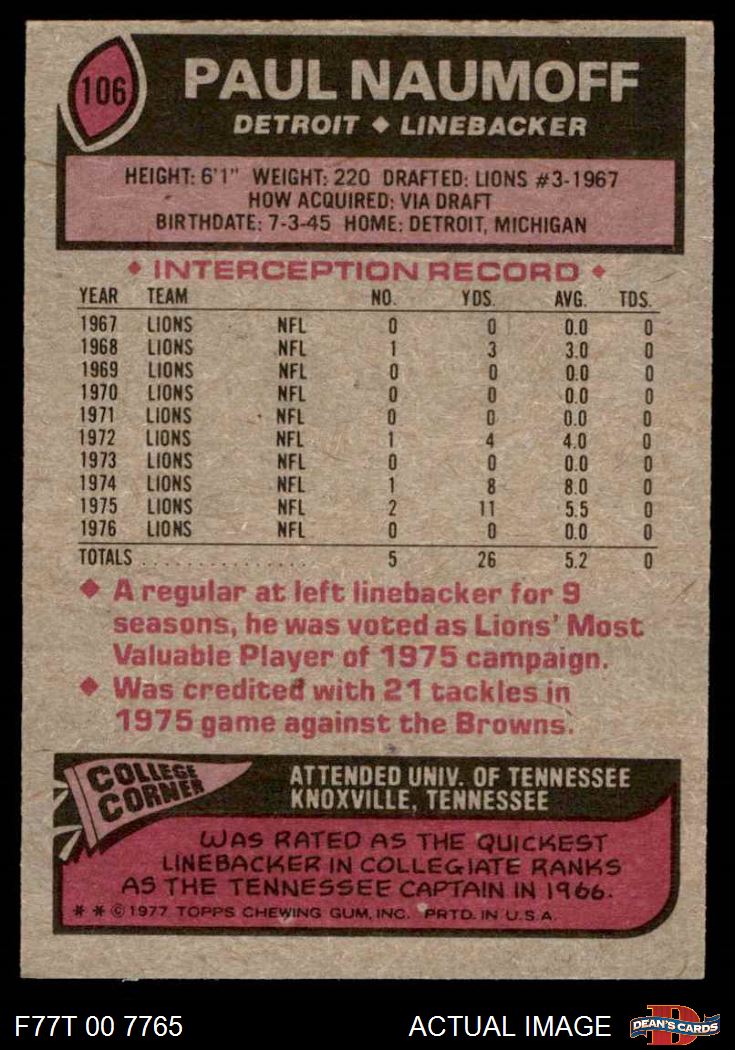 106
PAUL NAUMOFF
DETROIT ◆ LINEBACKER
HEIGHT: 6'1" WEIGHT: 220 DRAFTED: LIONS #3-1967
HOW ACQUIRED: VIA DRAFT
BIRTHDATE: 7-3-45 HOME: DETROIT, MICHIGAN
◆ INTERCEPTION RECORD ◆
YEAR TEAM NO. YDS. AVG. TDS.
1967 LIONS NFL 0 0 0.0 0
1968 LIONS NFL 1 3 3.0 0
1969 LIONS NFL 0 0 0.0 0
1970 LIONS NFL 0 0 0.0 0
1971 LIONS NFL 0 0 0.0 0
1972 LIONS NFL 1 4 4.0 0
1973 LIONS NFL 0 0 0.0 0
1974 LIONS NFL 1 8 8.0 0
1975 LIONS NFL 2 11 5.5 0
1976 LIONS NFL 0 0 0.0 0
TOTALS . . . . . . . . . . . . . . . 5 26 5.2 0
◆ A regular at left linebacker for 9
seasons, he was voted as Lions' Most
Valuable Player of 1975 campaign.
◆ Was credited with 21 tackles in
1975 game against the Browns.
COLLEGE
CORNER
ATTENDED UNIV. OF TENNESSEE
KNOXVILLE, TENNESSEE
WAS RATED AS THE QUICKEST
LINEBACKER IN COLLEGIATE RANKS
AS THE TENNESSEE CAPTAIN IN 1966.
* * © 1977 TOPPS CHEWING GUM, INC. PRTD. IN U.S.A.
F77T 00 7765
ACTUAL IMAGE
D
DEAN'S CARDS